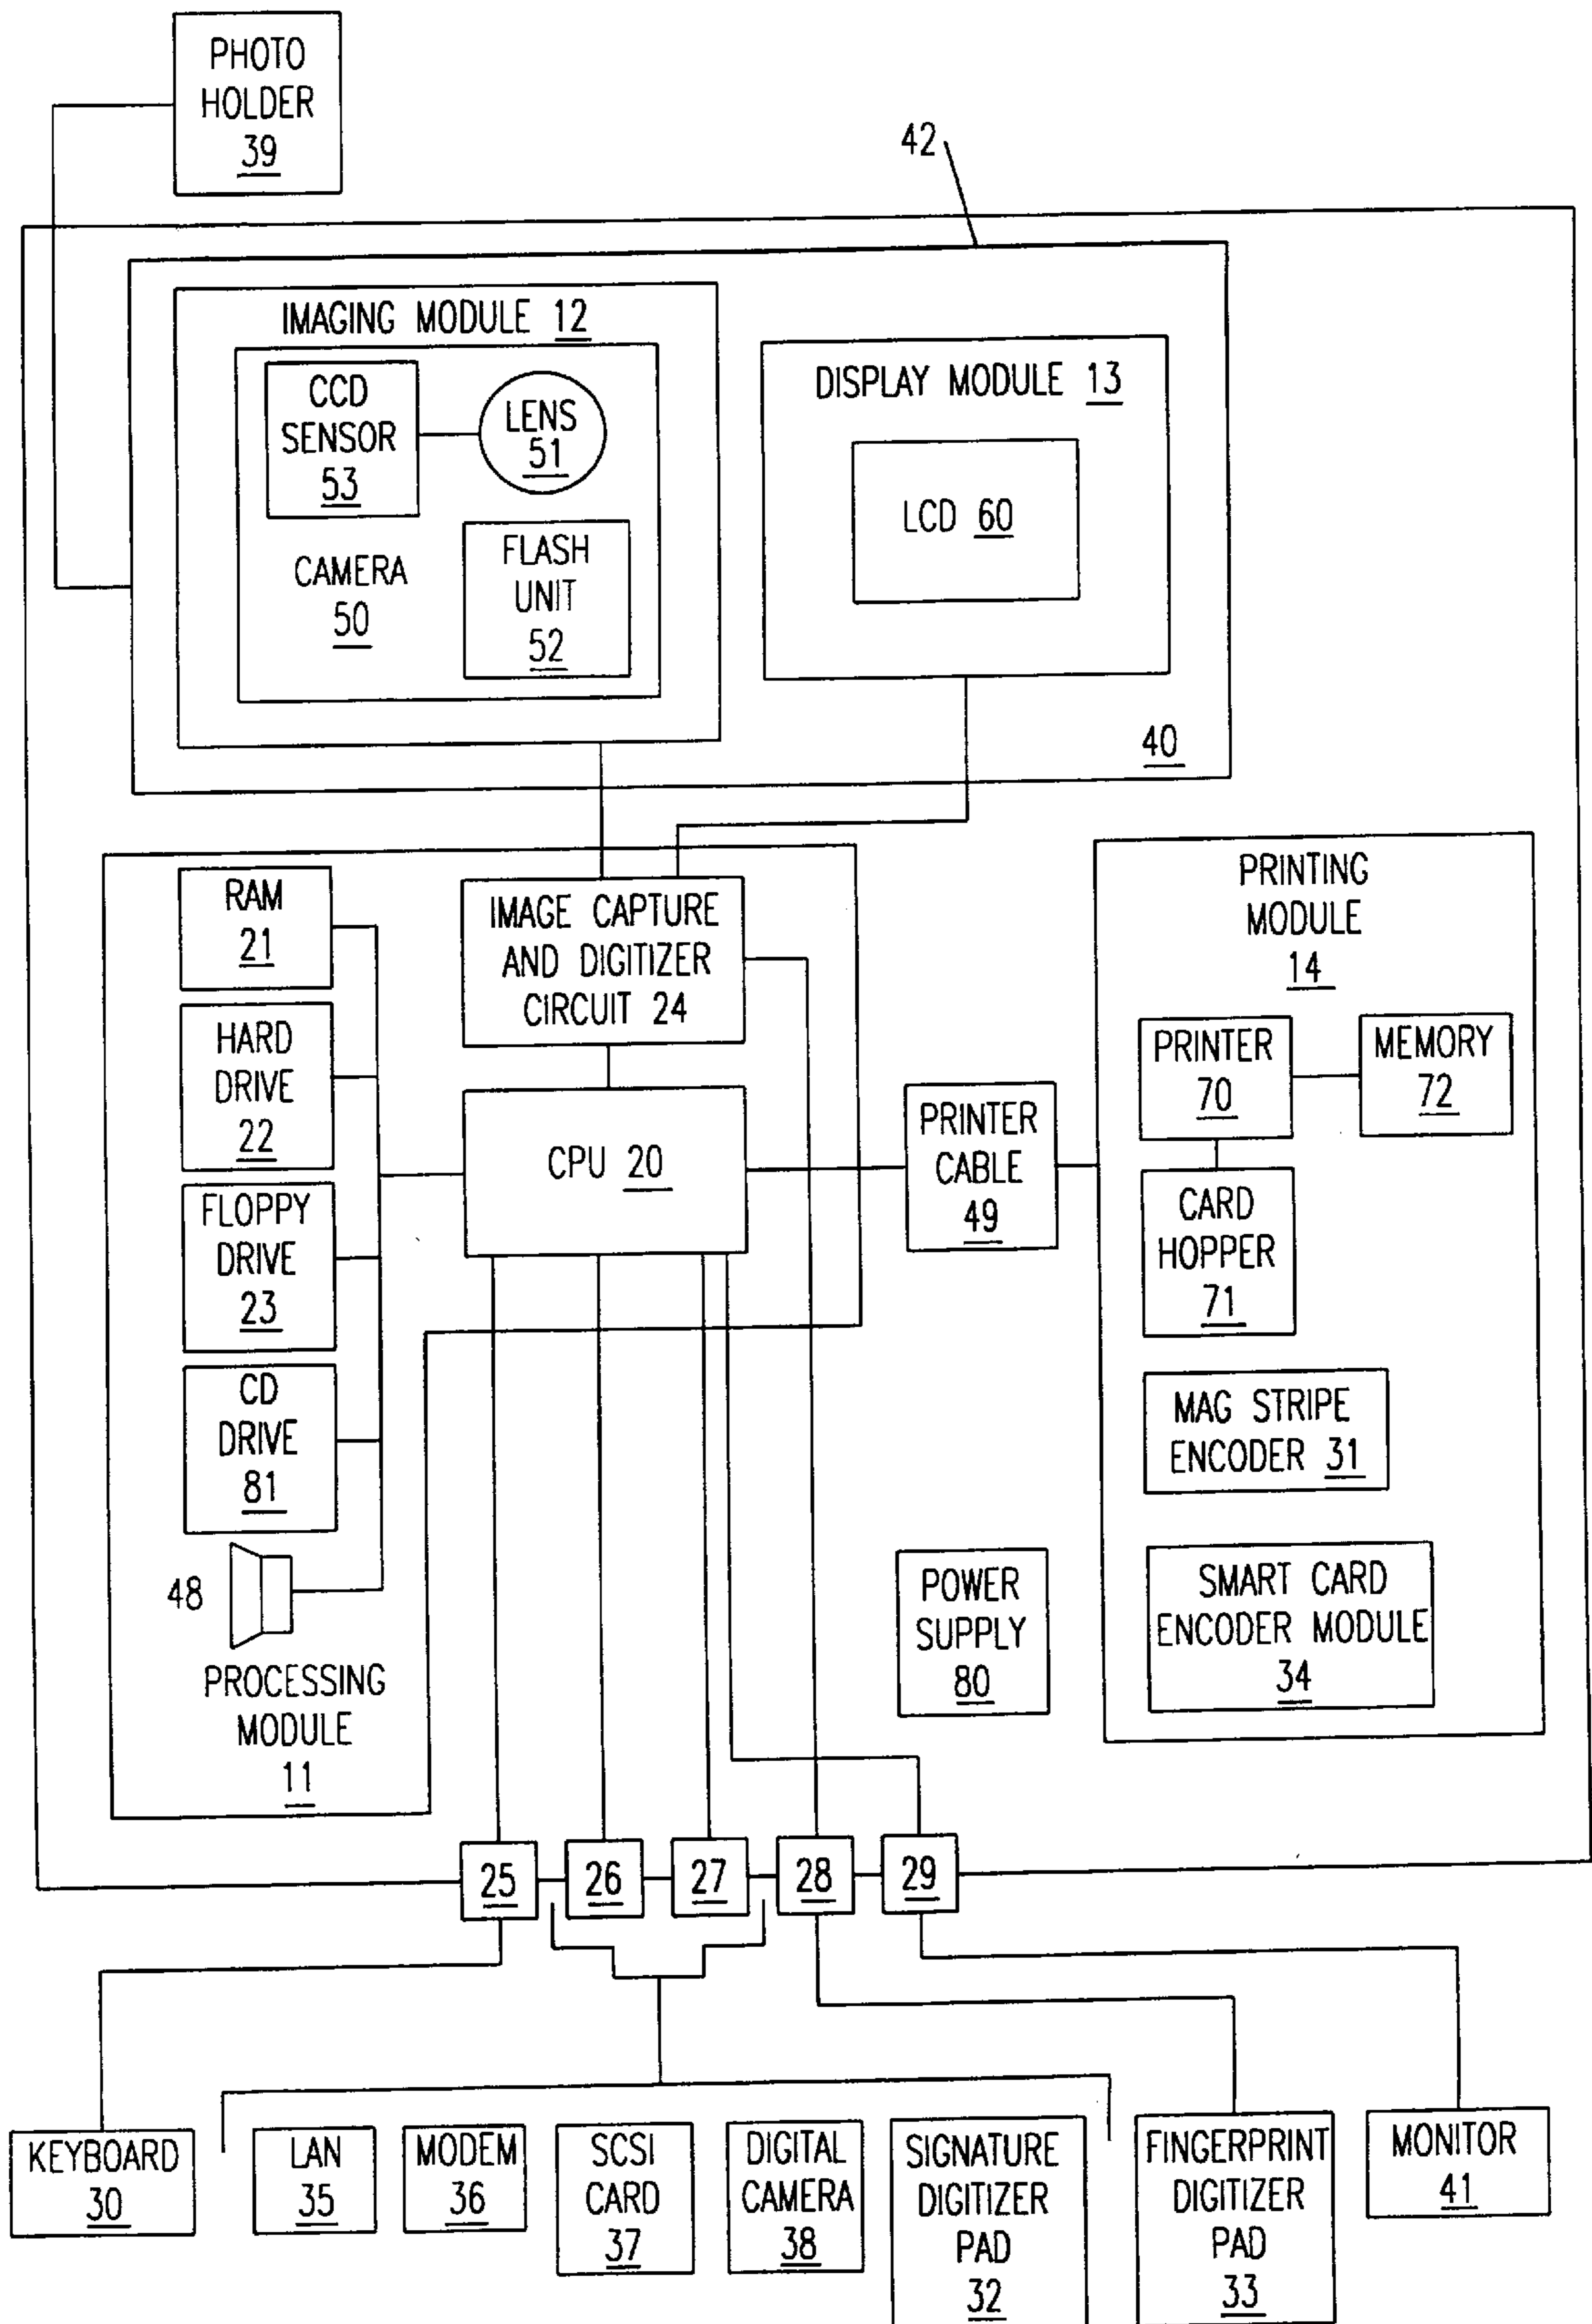 PHOTO
HOLDER
39
42
IMAGING MODULE 12
CCD
SENSOR
53
LENS
51
CAMERA
50
FLASH
UNIT
52
DISPLAY MODULE 13
LCD 60
40
RAM
21
HARD
DRIVE
22
FLOPPY
DRIVE
23
CD
DRIVE
81
48
PROCESSING
MODULE
11
IMAGE CAPTURE
AND DIGITIZER
CIRCUIT 24
CPU 20
PRINTER
CABLE
49
POWER
SUPPLY
80
PRINTING
MODULE
14
PRINTER
70
MEMORY
72
CARD
HOPPER
71
MAG STRIPE
ENCODER 31
SMART CARD
ENCODER MODULE
34
25
26
27
28
29
KEYBOARD
30
LAN
35
MODEM
36
SCSI
CARD
37
DIGITAL
CAMERA
38
SIGNATURE
DIGITIZER
PAD
32
FINGERPRINT
DIGITIZER
PAD
33
MONITOR
41